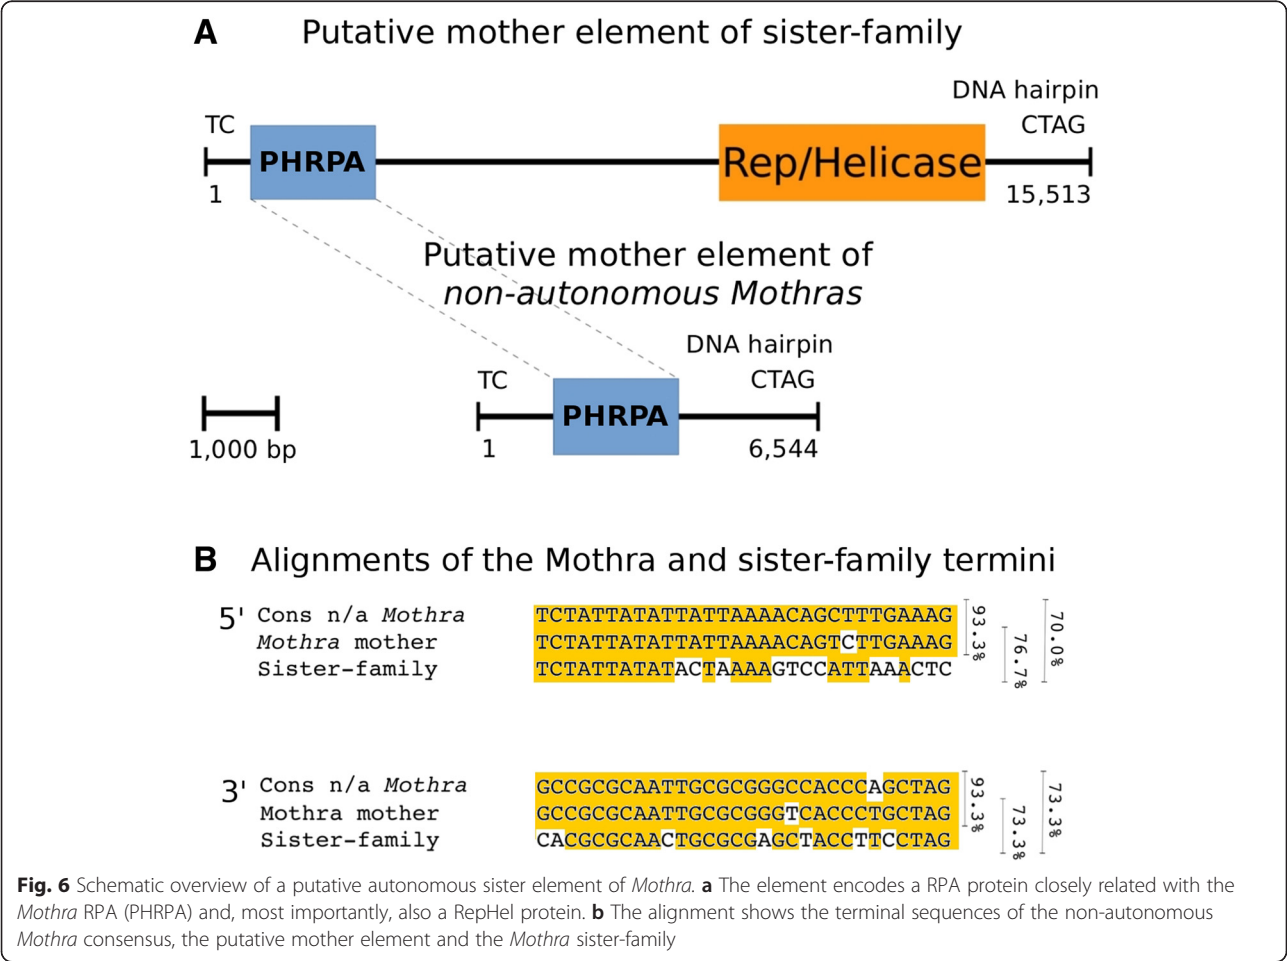 A Putative mother element of sister-family
DNA hairpin
TC CTAG
PHRPA Rep/Helicase
1 15,513
Putative mother element of
non-autonomous Mothras
DNA hairpin
TC CTAG
PHRPA
1,000 bp 1 6,544
B Alignments of the Mothra and sister-family termini
5' Cons n/a Mothra TCTATTATATTATTAAAACAGCTTTGAAAG 93.3% 70.0%
Mothra mother TCTATTATATTATTAAAACAGTCTTGAAAG 76.7%
Sister-family TCTATTATATACTAAAAGTCCATTAAACTC
3' Cons n/a Mothra GCCGCGCAATTGCGCGGGCCACCCAGCTAG 93.3% 73.3%
Mothra mother GCCGCGCAATTGCGCGGGTCACCCTGCTAG 73.3%
Sister-family CACGCGCAACTGCGCGAGCTACCTTCCTAG
Fig. 6 Schematic overview of a putative autonomous sister element of Mothra. a The element encodes a RPA protein closely related with the
Mothra RPA (PHRPA) and, most importantly, also a RepHel protein. b The alignment shows the terminal sequences of the non-autonomous
Mothra consensus, the putative mother element and the Mothra sister-family